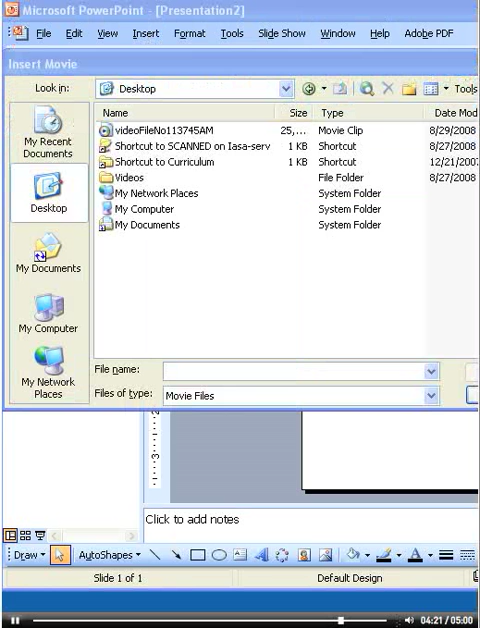 Microsoft PowerPoint - [Presentation2]
File Edit View Insert Format Tools Slide Show Window Help Adobe PDF
Insert Movie
Look in: Desktop Tools
Name Size Type Date Mod
videoFileNo113745AM 25,... Movie Clip 8/29/2008
Shortcut to SCANNED on Iasa-serv 1 KB Shortcut 8/27/2008
Shortcut to Curriculum 1 KB Shortcut 12/21/2007
Videos File Folder 8/27/2008
My Network Places System Folder
My Computer System Folder
My Documents System Folder
My Recent
Documents
Desktop
My Documents
My Computer
My Network
Places
File name:
Files of type: Movie Files
Click to add notes
Draw AutoShapes
Slide 1 of 1 Default Design
04:21 / 05:00